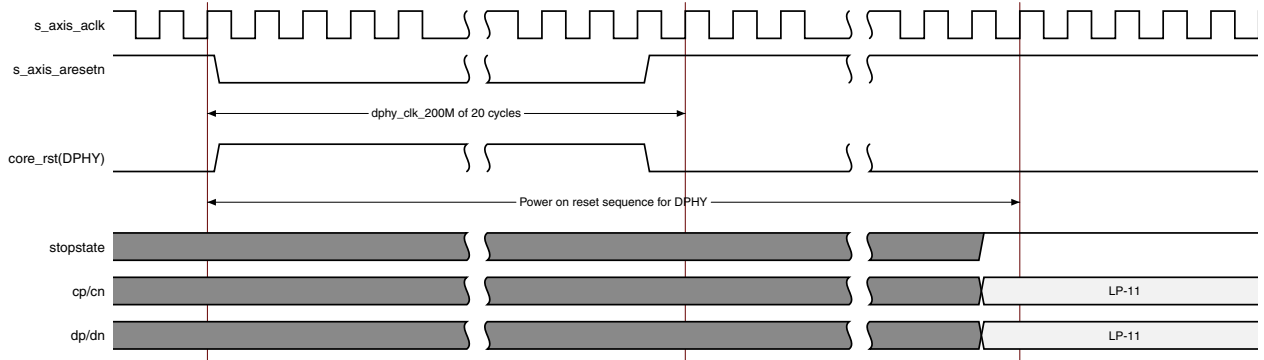 s_axis_aclk
s_axis_aresetn
dphy_clk_200M of 20 cycles
core_rst(DPHY)
Power on reset sequence for DPHY
stopstate
cp/cn LP-11
dp/dn LP-11